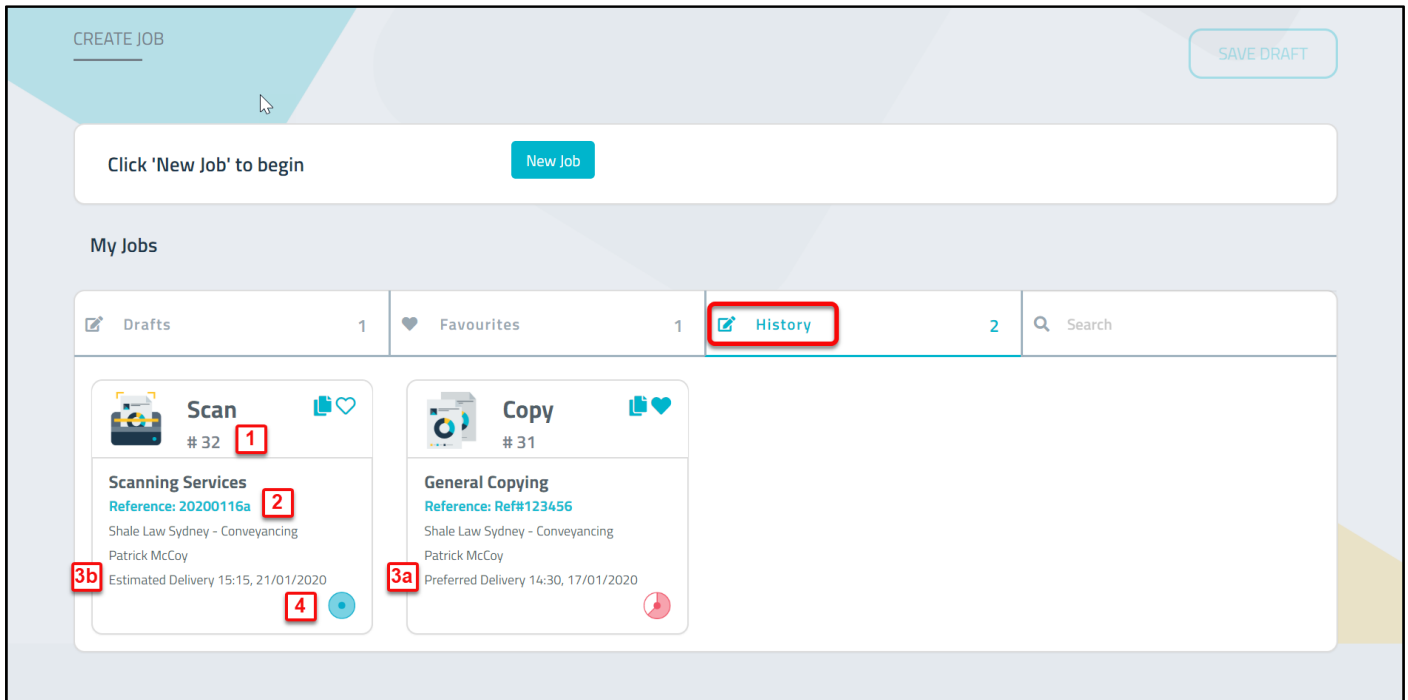 CREATE JOB
SAVE DRAFT
Click 'New Job' to begin
New Job
My Jobs
Drafts 1
Favourites 1
History 2
Search
Scan
# 32
1
Scanning Services
Reference: 20200116a
2
Shale Law Sydney - Conveyancing
Patrick McCoy
3b
Estimated Delivery 15:15, 21/01/2020
4
Copy
# 31
General Copying
Reference: Ref#123456
Shale Law Sydney - Conveyancing
Patrick McCoy
3a
Preferred Delivery 14:30, 17/01/2020